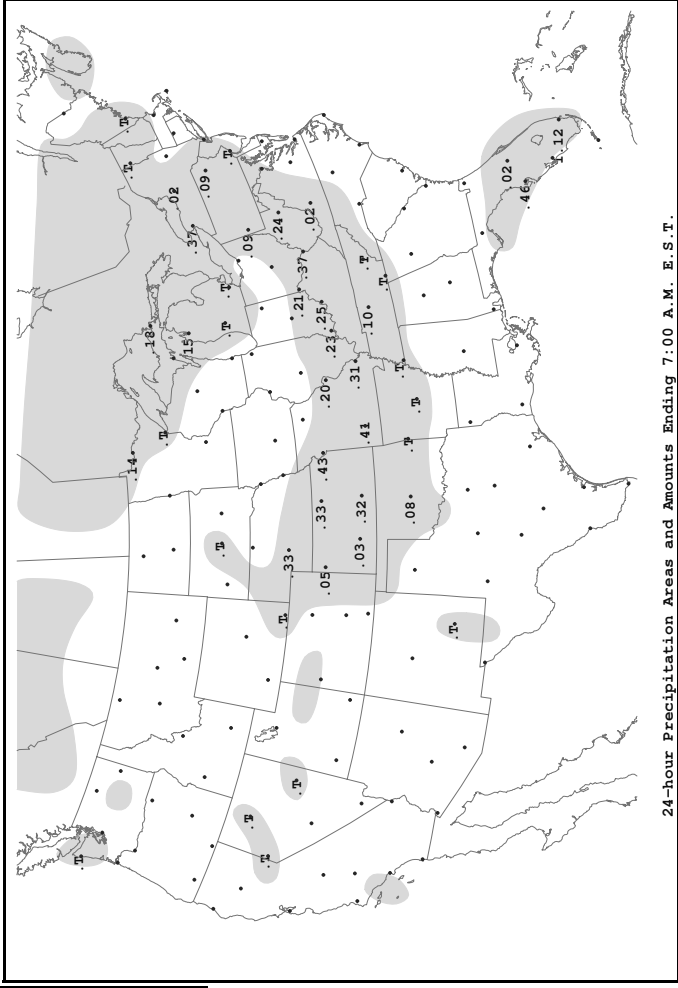 T
T
T
.14
.18
T
.02
.15
.37
.09
T
T
T
T
.09
T
T
.24
T
.33
T
.21
.37
.02
.33
.43
.25
.05
.20
.23
.31
.03
.32
.41
T
.10
T
T
T
.08
T
T
.02
.46
.12
24-hour Precipitation Areas and Amounts Ending 7:00 A.M. E.S.T.